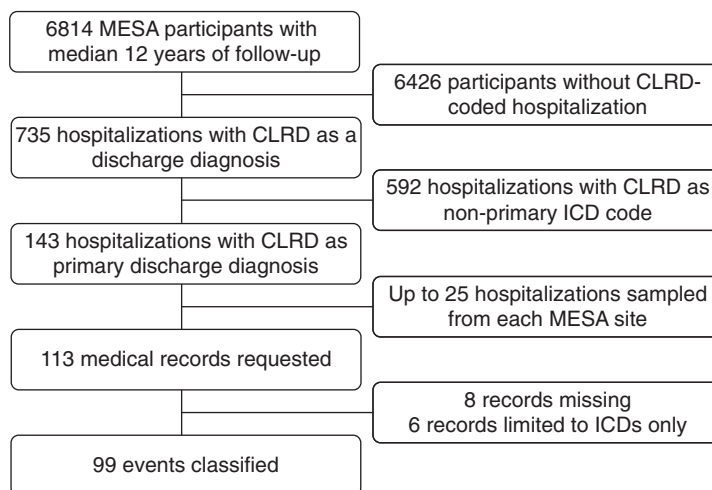 6814 MESA participants with
median 12 years of follow-up
6426 participants without CLRD-
coded hospitalization
735 hospitalizations with CLRD as a
discharge diagnosis
592 hospitalizations with CLRD as
non-primary ICD code
143 hospitalizations with CLRD as
primary discharge diagnosis
Up to 25 hospitalizations sampled
from each MESA site
113 medical records requested
8 records missing
6 records limited to ICDs only
99 events classified